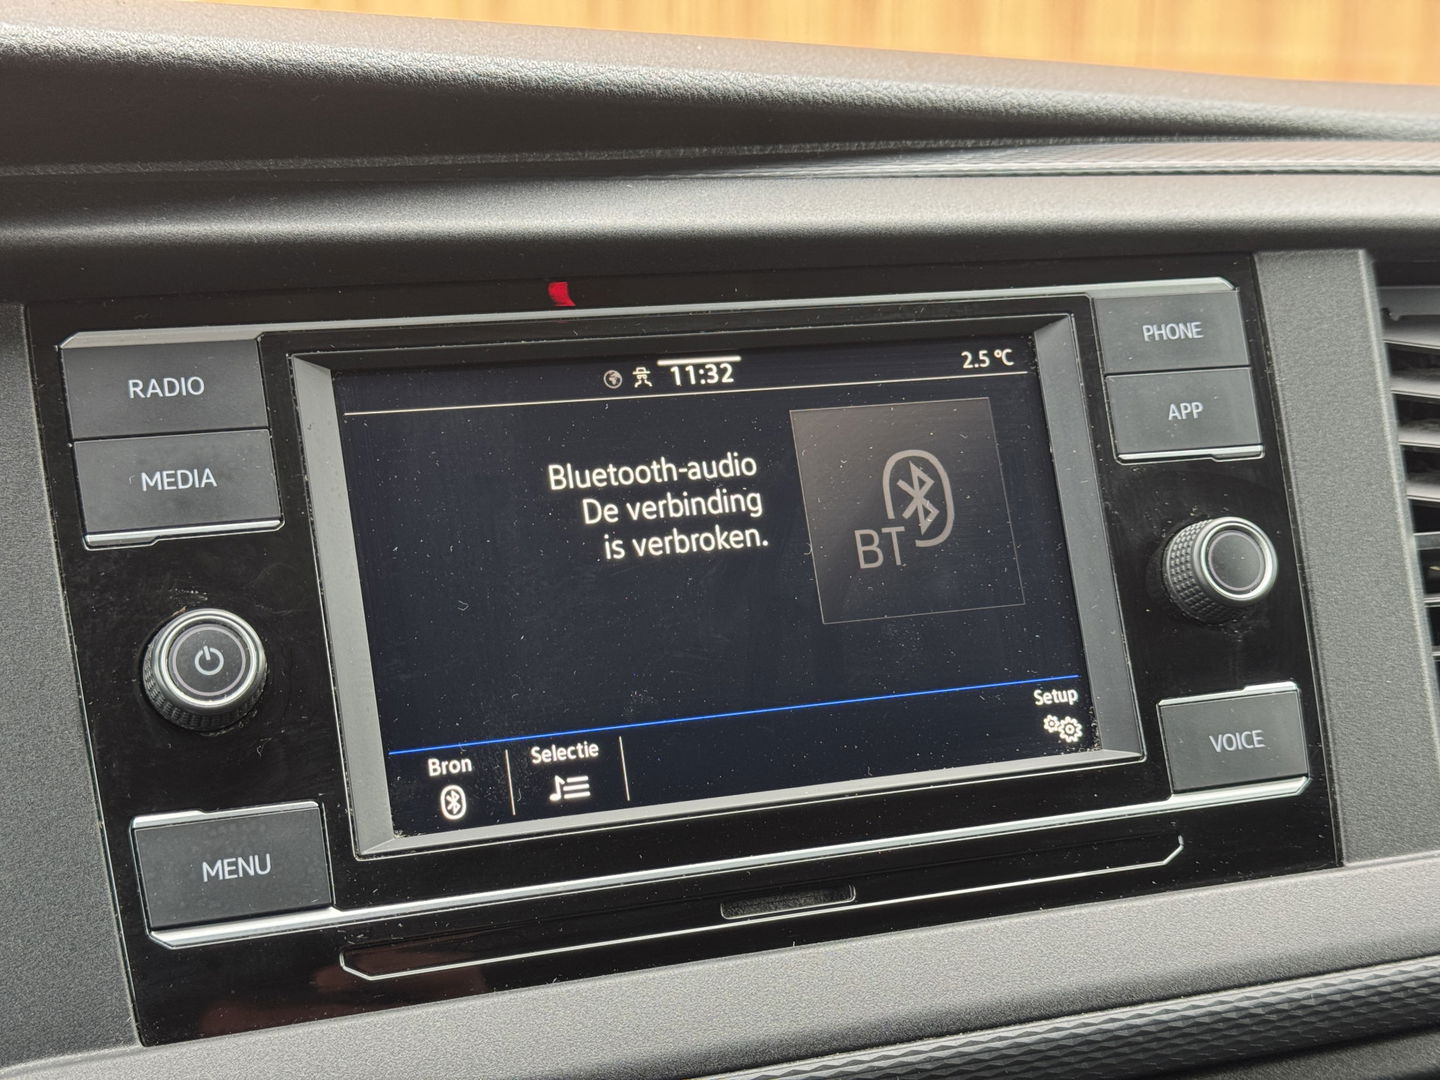 RADIO
MEDIA
MENU
11:32
2.5 °C
Bluetooth-audio
De verbinding
is verbroken.
BT
Bron
Selectie
Setup
PHONE
APP
VOICE